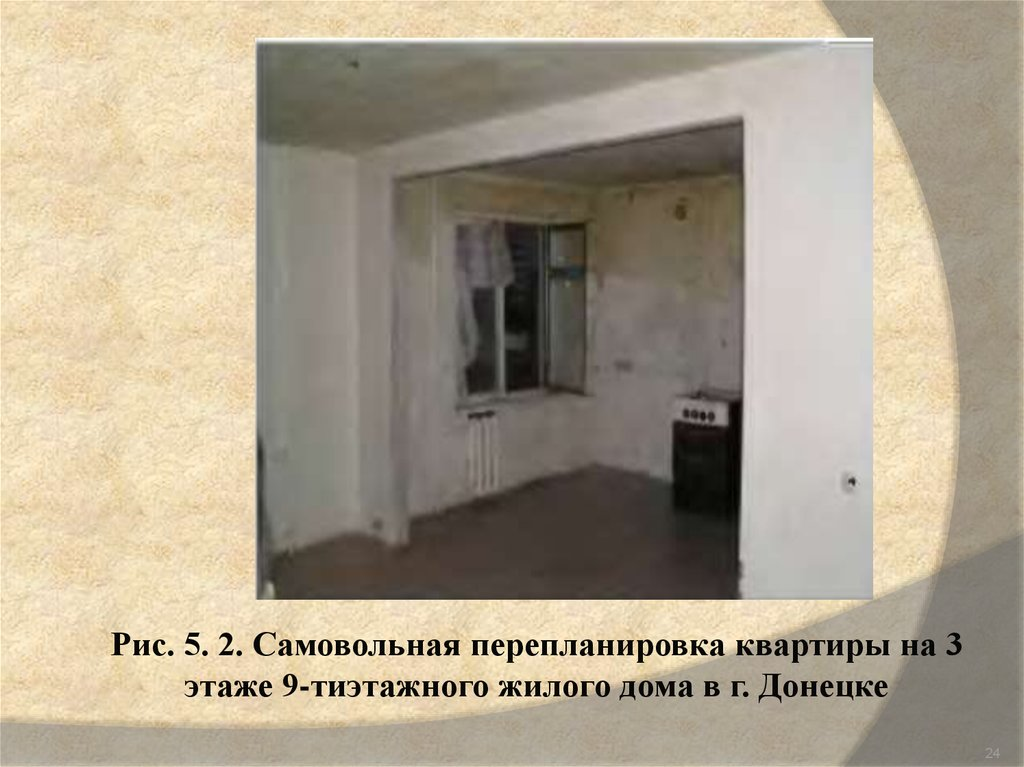 Рис. 5. 2. Самовольная перепланировка квартиры на 3
этаже 9-тиэтажного жилого дома в г. Донецке
24